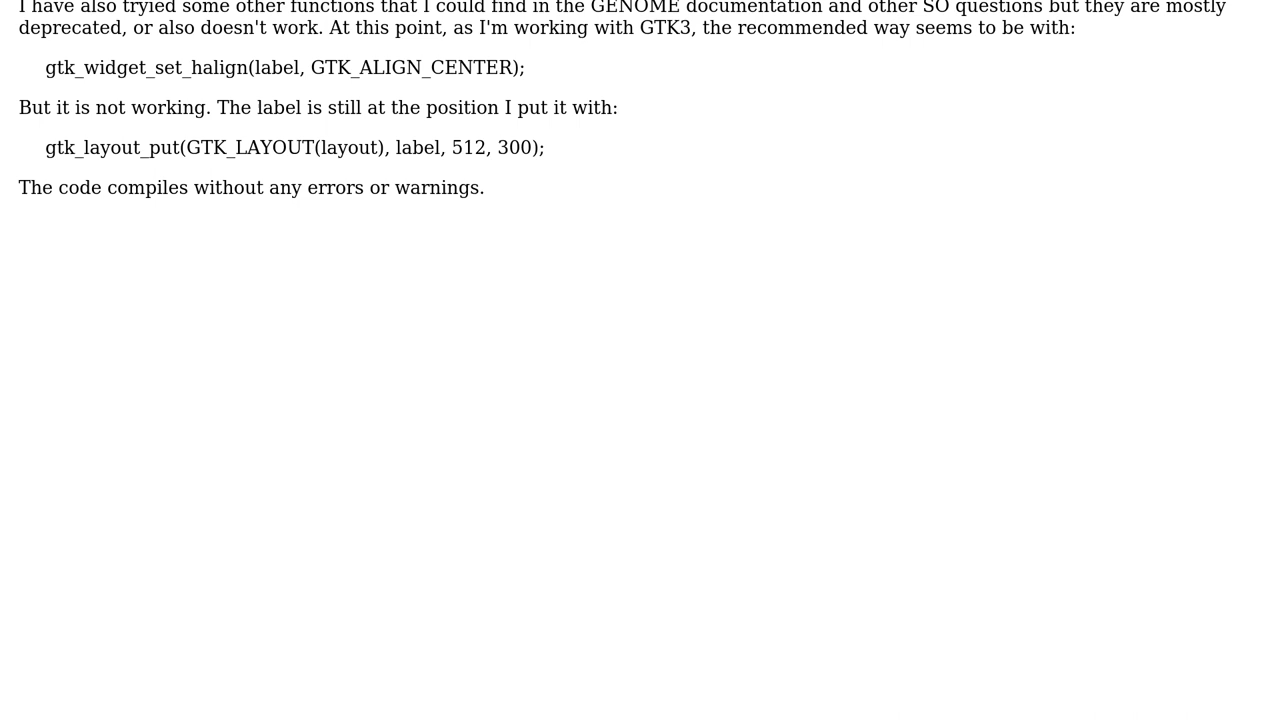 I have also tryied some other functions that I could find in the GENOME documentation and other SO questions but they are mostly
deprecated, or also doesn't work. At this point, as I'm working with GTK3, the recommended way seems to be with:
gtk_widget_set_halign(label, GTK_ALIGN_CENTER);
But it is not working. The label is still at the position I put it with:
gtk_layout_put(GTK_LAYOUT(layout), label, 512, 300);
The code compiles without any errors or warnings.